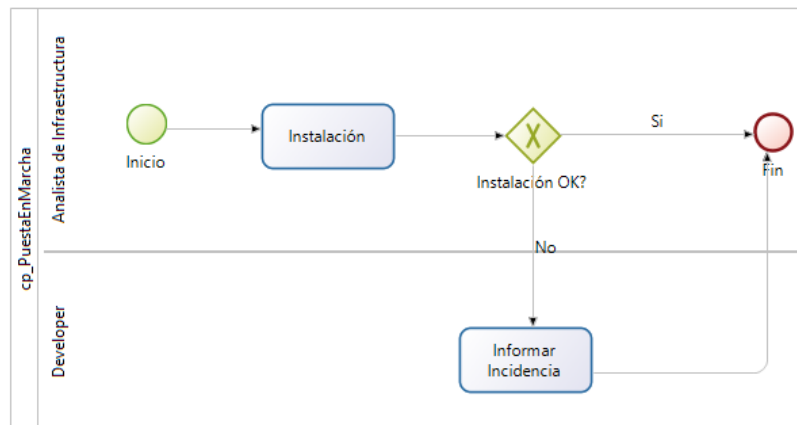 cp_PuestaEnMarcha
Analista de Infraestructura
Inicio
Instalación
Instalación OK?
Si
Fin
No
Developer
Informar
Incidencia